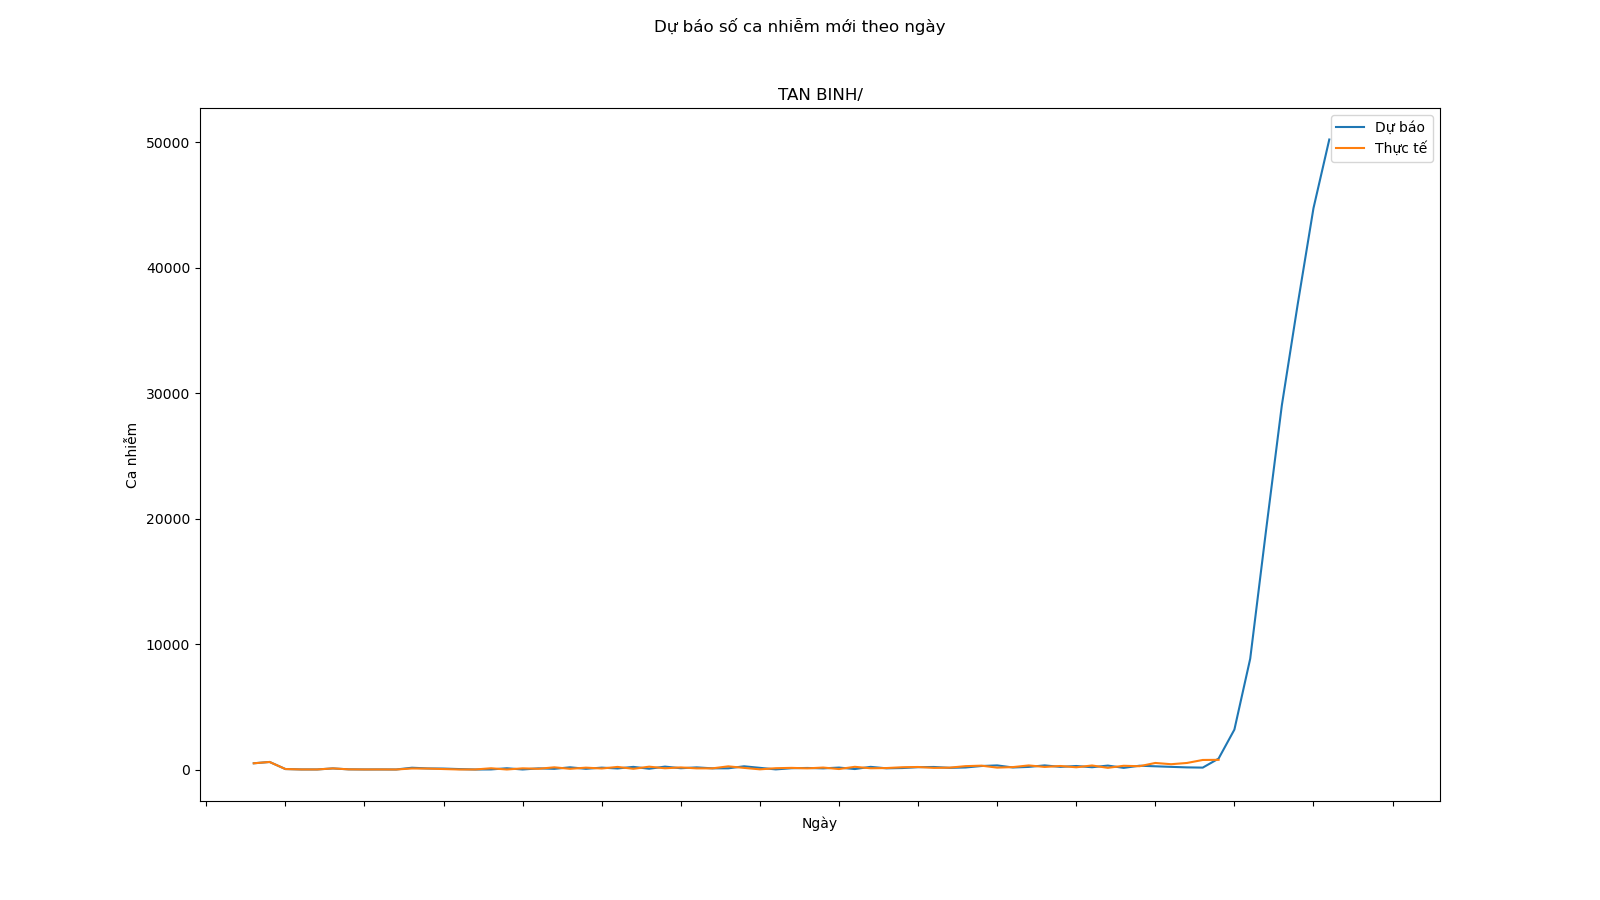 Dự báo số ca nhiễm mới theo ngày
TAN BINH/
Dự báo
Thực tế
50000
40000
30000
20000
10000
0
Ca nhiễm
Ngày